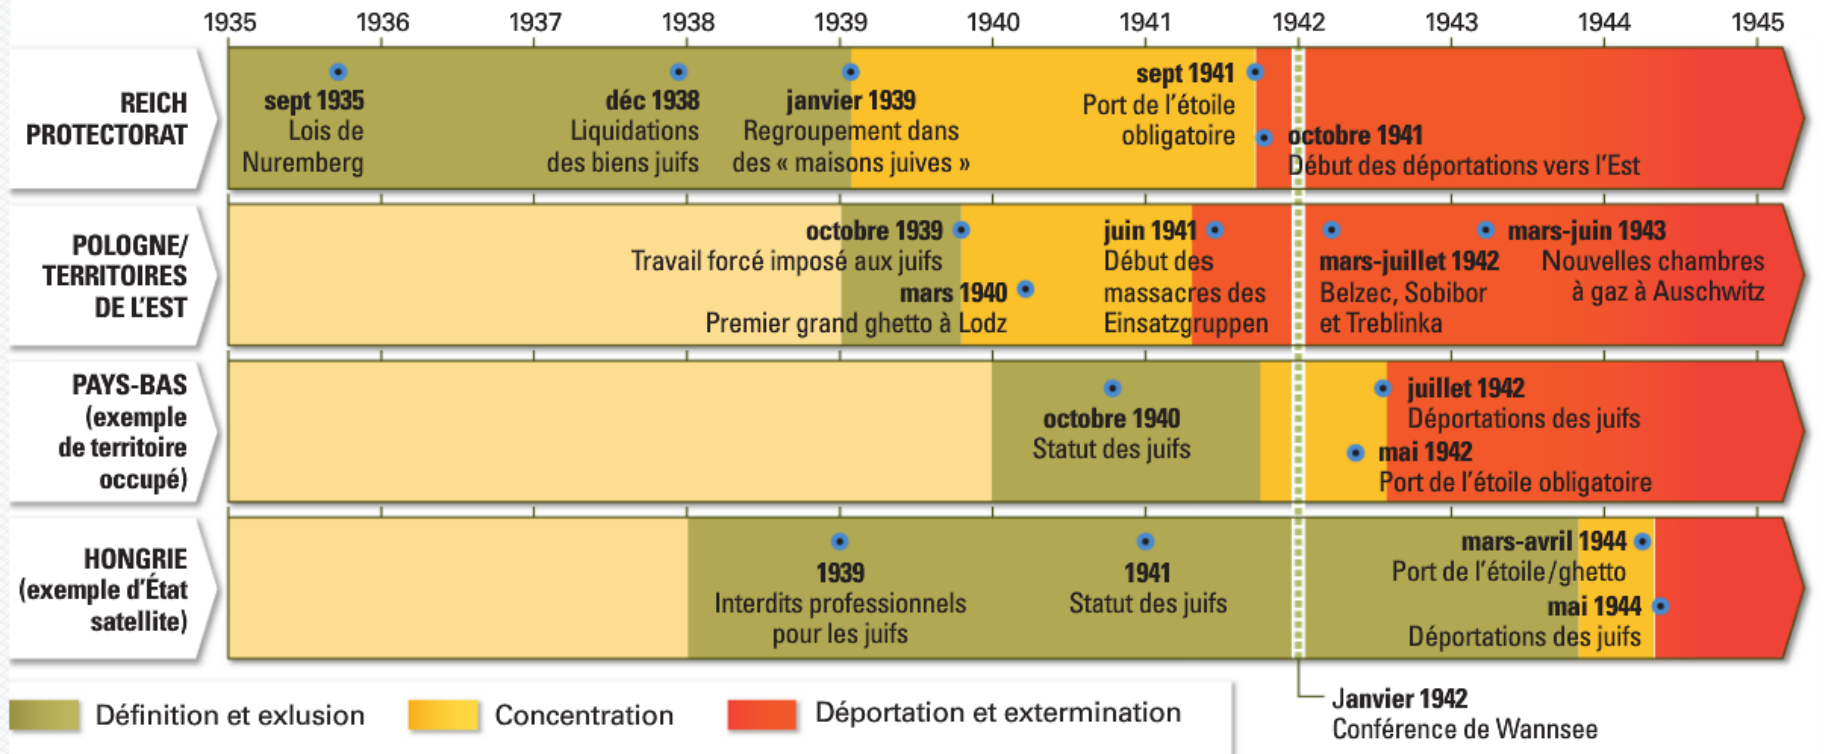 1935 1936 1937 1938 1939 1940 1941 1942 1943 1944 1945
REICH
PROTECTORAT
sept 1935
Lois de
Nuremberg
déc 1938
Liquidations
des biens juifs
janvier 1939
Regroupement dans
des « maisons juives »
sept 1941
Port de l'étoile
obligatoire
octobre 1941
Début des déportations vers l'Est
POLOGNE/
TERRITOIRES
DE L'EST
octobre 1939
Travail forcé imposé aux juifs
mars 1940
Premier grand ghetto à Lodz
juin 1941
Début des
massacres des
Einsatzgruppen
mars-juillet 1942
Belzec, Sobibor
et Treblinka
mars-juin 1943
Nouvelles chambres
à gaz à Auschwitz
PAYS-BAS
(exemple
de territoire
occupé)
octobre 1940
Statut des juifs
juillet 1942
Déportations des juifs
mai 1942
Port de l'étoile obligatoire
HONGRIE
(exemple d'État
satellite)
1939
Interdits professionnels
pour les juifs
1941
Statut des juifs
mars-avril 1944
Port de l'étoile/ghetto
mai 1944
Déportations des juifs
Définition et exlusion
Concentration
Déportation et extermination
Janvier 1942
Conférence de Wannsee